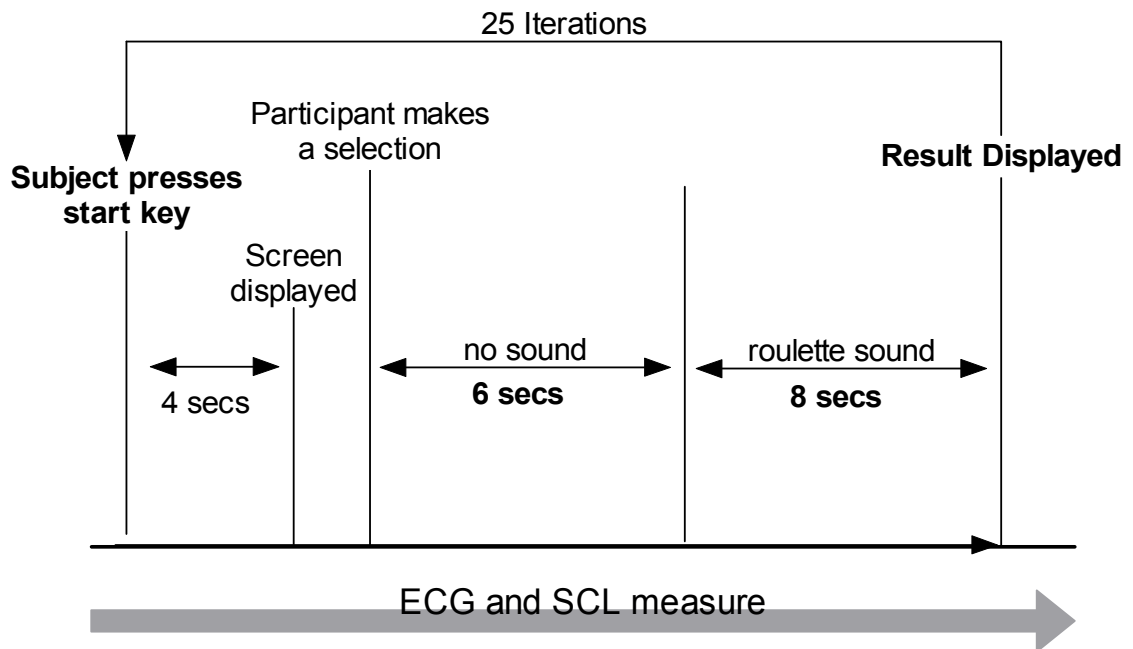 25 Iterations
Participant makes
a selection
Result Displayed
Subject presses
start key
Screen
displayed
no sound
roulette sound
4 secs
6 secs
8 secs
ECG and SCL measure